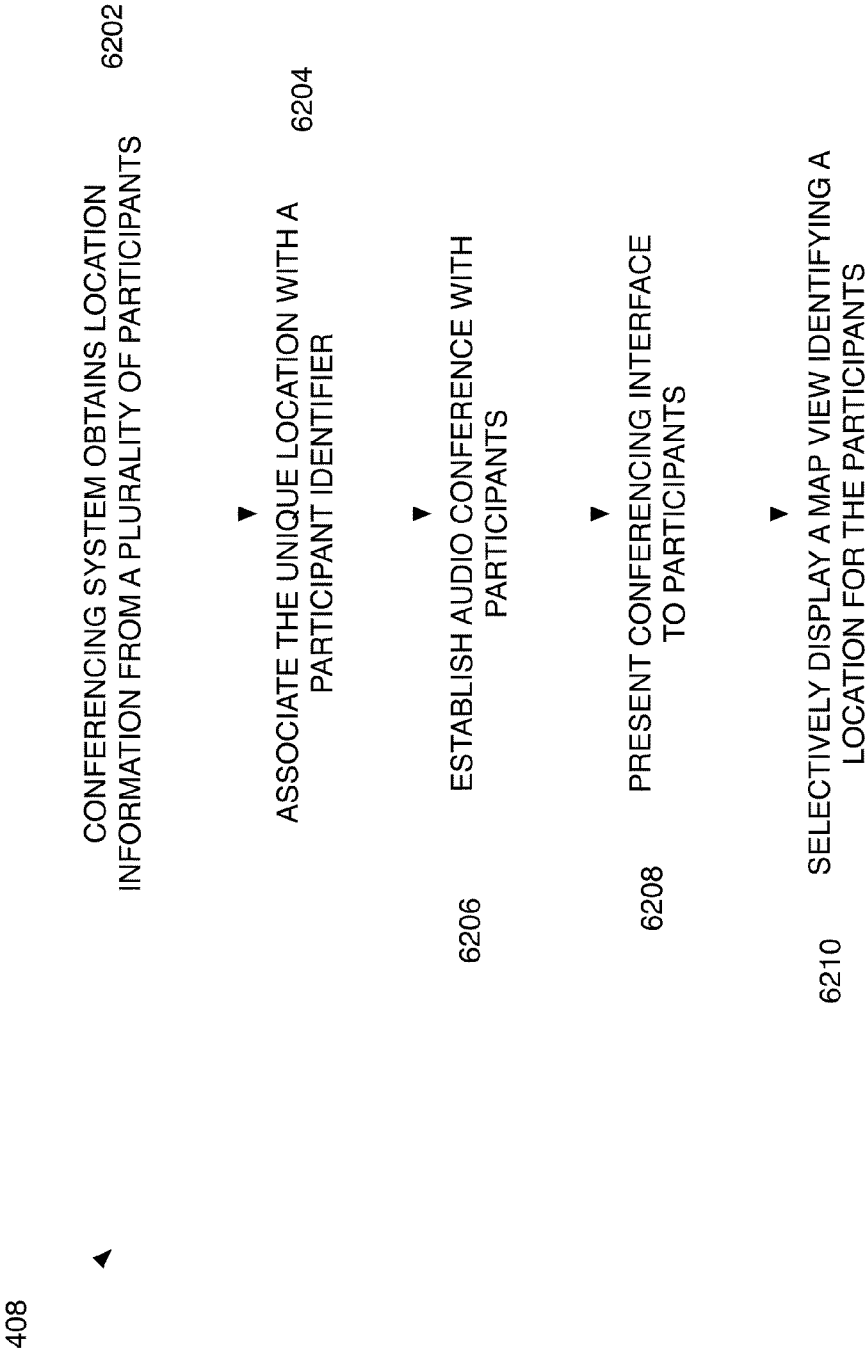 408
CONFERENCING SYSTEM OBTAINS LOCATION
INFORMATION FROM A PLURALITY OF PARTICIPANTS
6202
ASSOCIATE THE UNIQUE LOCATION WITH A
PARTICIPANT IDENTIFIER
6204
ESTABLISH AUDIO CONFERENCE WITH
PARTICIPANTS
6206
PRESENT CONFERENCING INTERFACE
TO PARTICIPANTS
6208
SELECTIVELY DISPLAY A MAP VIEW IDENTIFYING A
LOCATION FOR THE PARTICIPANTS
6210